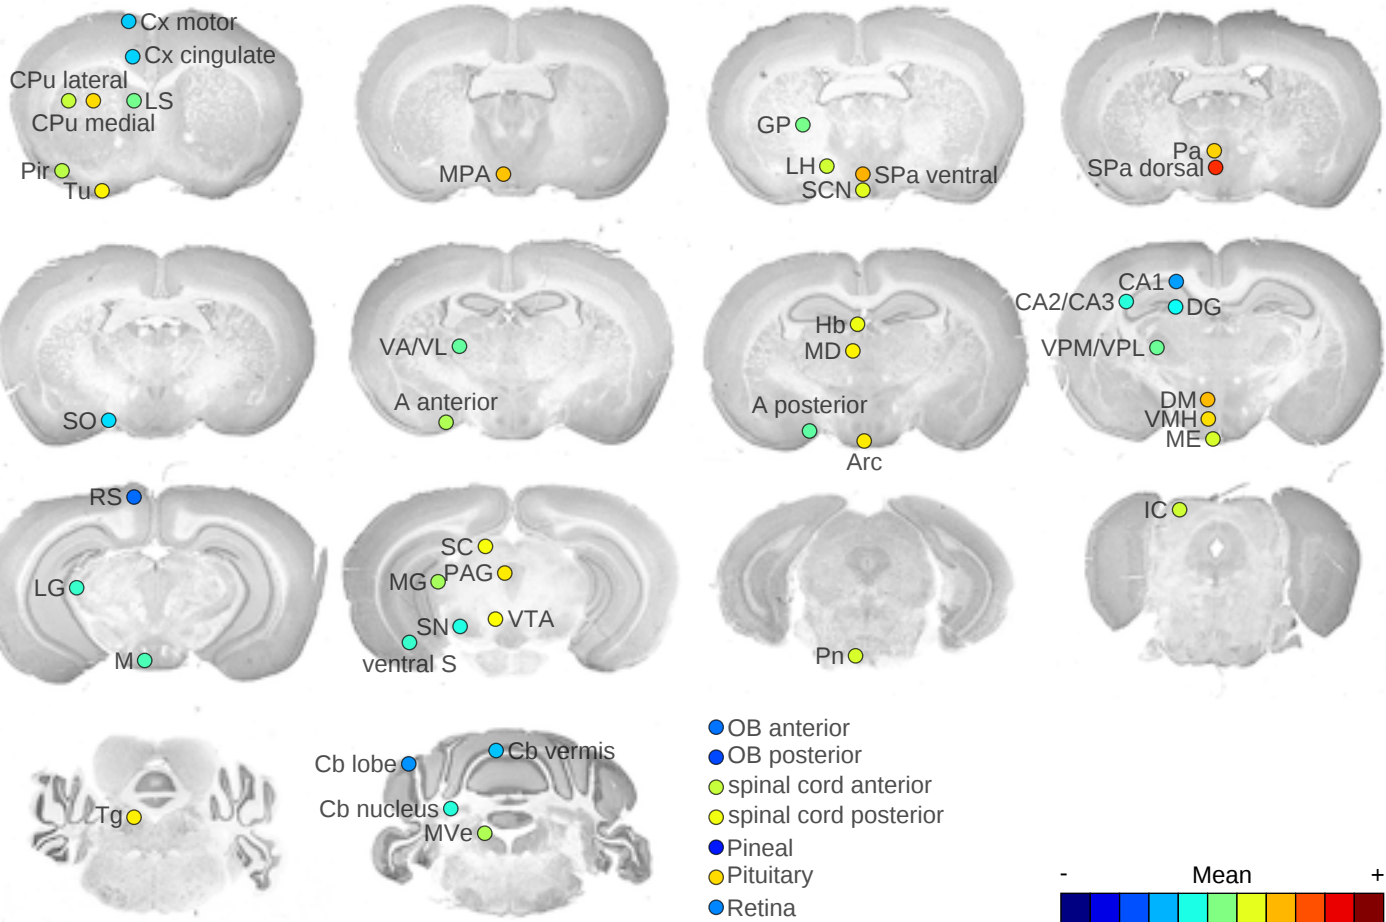 Cx motor
Cx cingulate
CPu lateral
LS
CPu medial
Pir
Tu
MPA
GP
LH
SPa ventral
SCN
Pa
SPa dorsal
SO
VA/VL
A anterior
Hb
MD
A posterior
Arc
CA1
CA2/CA3
DG
VPM/VPL
DM
VMH
ME
RS
LG
M
SC
PAG
MG
VTA
SN
ventral S
Pn
IC
Tg
Cb vermis
Cb lobe
Cb nucleus
MVe
OB anterior
OB posterior
spinal cord anterior
spinal cord posterior
Pineal
Pituitary
Retina
- Mean +